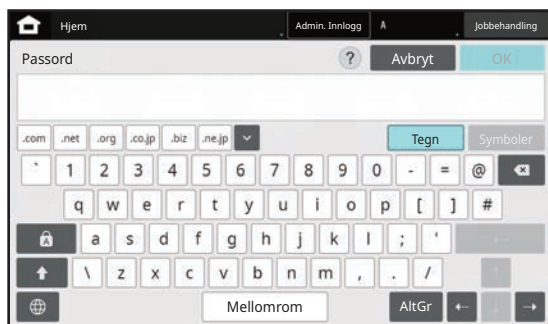 Hjem Admin. Innlogg A Jobbehandling
Passord ? Avbryt OK
.com .net .org .co.jp .biz .ne.jp Tegn Symboler
` 1 2 3 4 5 6 7 8 9 0 - = @
q w e r t y u i o p [ ] #
A a s d f g h j k l ; '
\ z x c v b n m , . /
Mellomrom AltGr ← ↓ →